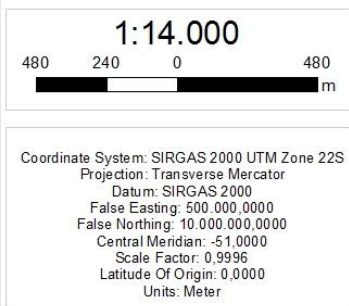 1:14.000
480 240 0 480
m
Coordinate System: SIRGAS 2000 UTM Zone 22S
Projection: Transverse Mercator
Datum: SIRGAS 2000
False Easting: 500.000,0000
False Northing: 10.000.000,0000
Central Meridian: -51,0000
Scale Factor: 0,9996
Latitude Of Origin: 0,0000
Units: Meter